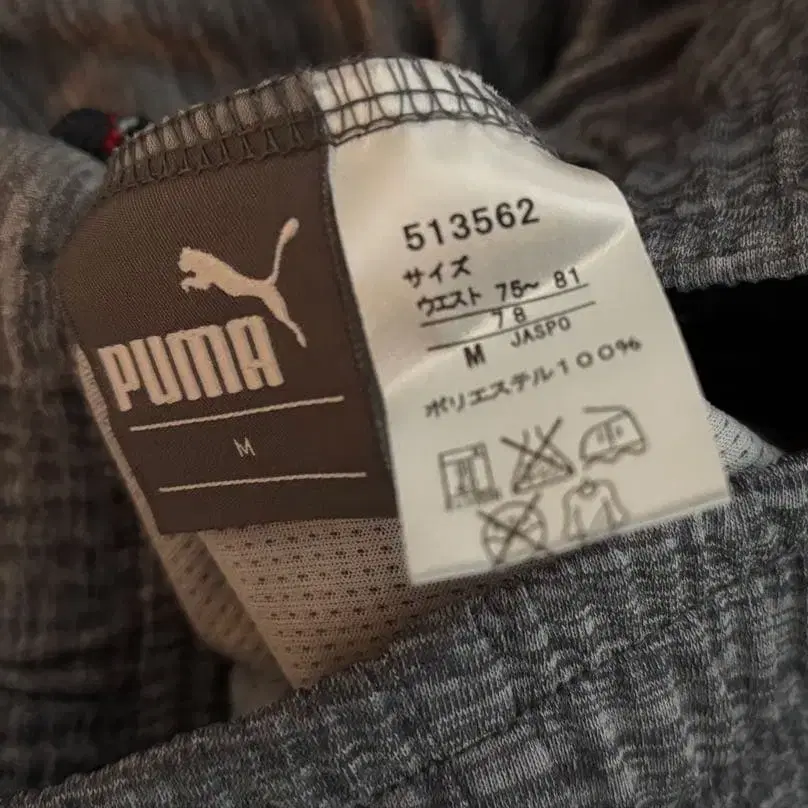 PUMA
M
513562
サイズ
ウエスト 75~ 81
78
M JASPO
ポリエステル100%